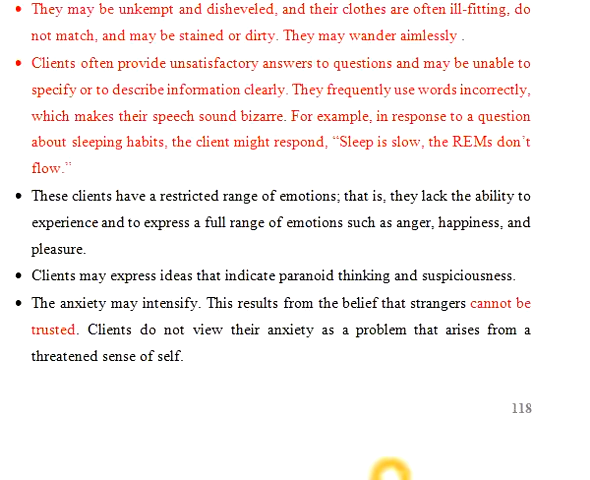 • They may be unkempt and disheveled, and their clothes are often ill-fitting, do
not match, and may be stained or dirty. They may wander aimlessly .
• Clients often provide unsatisfactory answers to questions and may be unable to
specify or to describe information clearly. They frequently use words incorrectly,
which makes their speech sound bizarre. For example, in response to a question
about sleeping habits, the client might respond, “Sleep is slow, the REMs don’t
flow.”
• These clients have a restricted range of emotions; that is, they lack the ability to
experience and to express a full range of emotions such as anger, happiness, and
pleasure.
• Clients may express ideas that indicate paranoid thinking and suspiciousness.
• The anxiety may intensify. This results from the belief that strangers cannot be
trusted. Clients do not view their anxiety as a problem that arises from a
threatened sense of self.
118